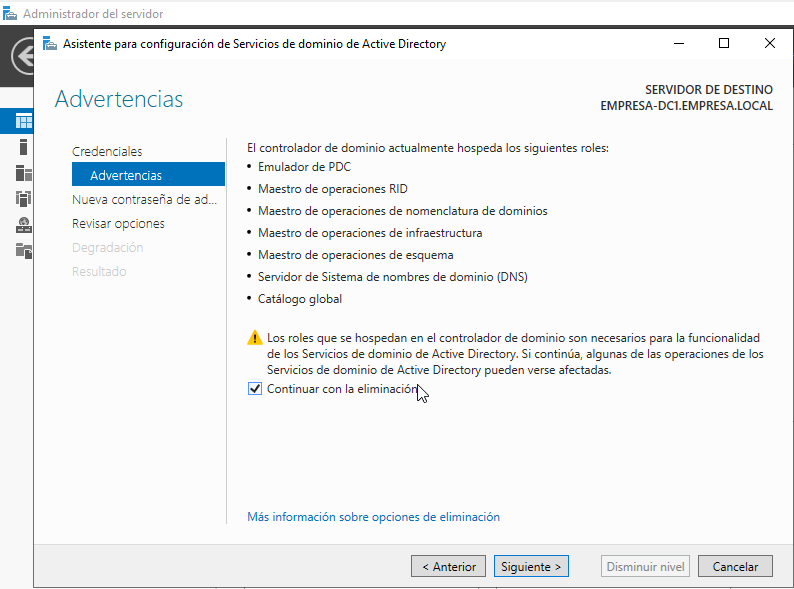 Administrador del servidor
Asistente para configuración de Servicios de dominio de Active Directory
Advertencias
SERVIDOR DE DESTINO
EMPRESA-DC1.EMPRESA.LOCAL
Credenciales
Advertencias
Nueva contraseña de ad...
Revisar opciones
Degradación
Resultado
El controlador de dominio actualmente hospeda los siguientes roles:
• Emulador de PDC
• Maestro de operaciones RID
• Maestro de operaciones de nomenclatura de dominios
• Maestro de operaciones de infraestructura
• Maestro de operaciones de esquema
• Servidor de Sistema de nombres de dominio (DNS)
• Catálogo global
Los roles que se hospedan en el controlador de dominio son necesarios para la funcionalidad
de los Servicios de dominio de Active Directory. Si continúa, algunas de las operaciones de los
Servicios de dominio de Active Directory pueden verse afectadas.
Continuar con la eliminación
Más información sobre opciones de eliminación
< Anterior
Siguiente >
Disminuir nivel
Cancelar